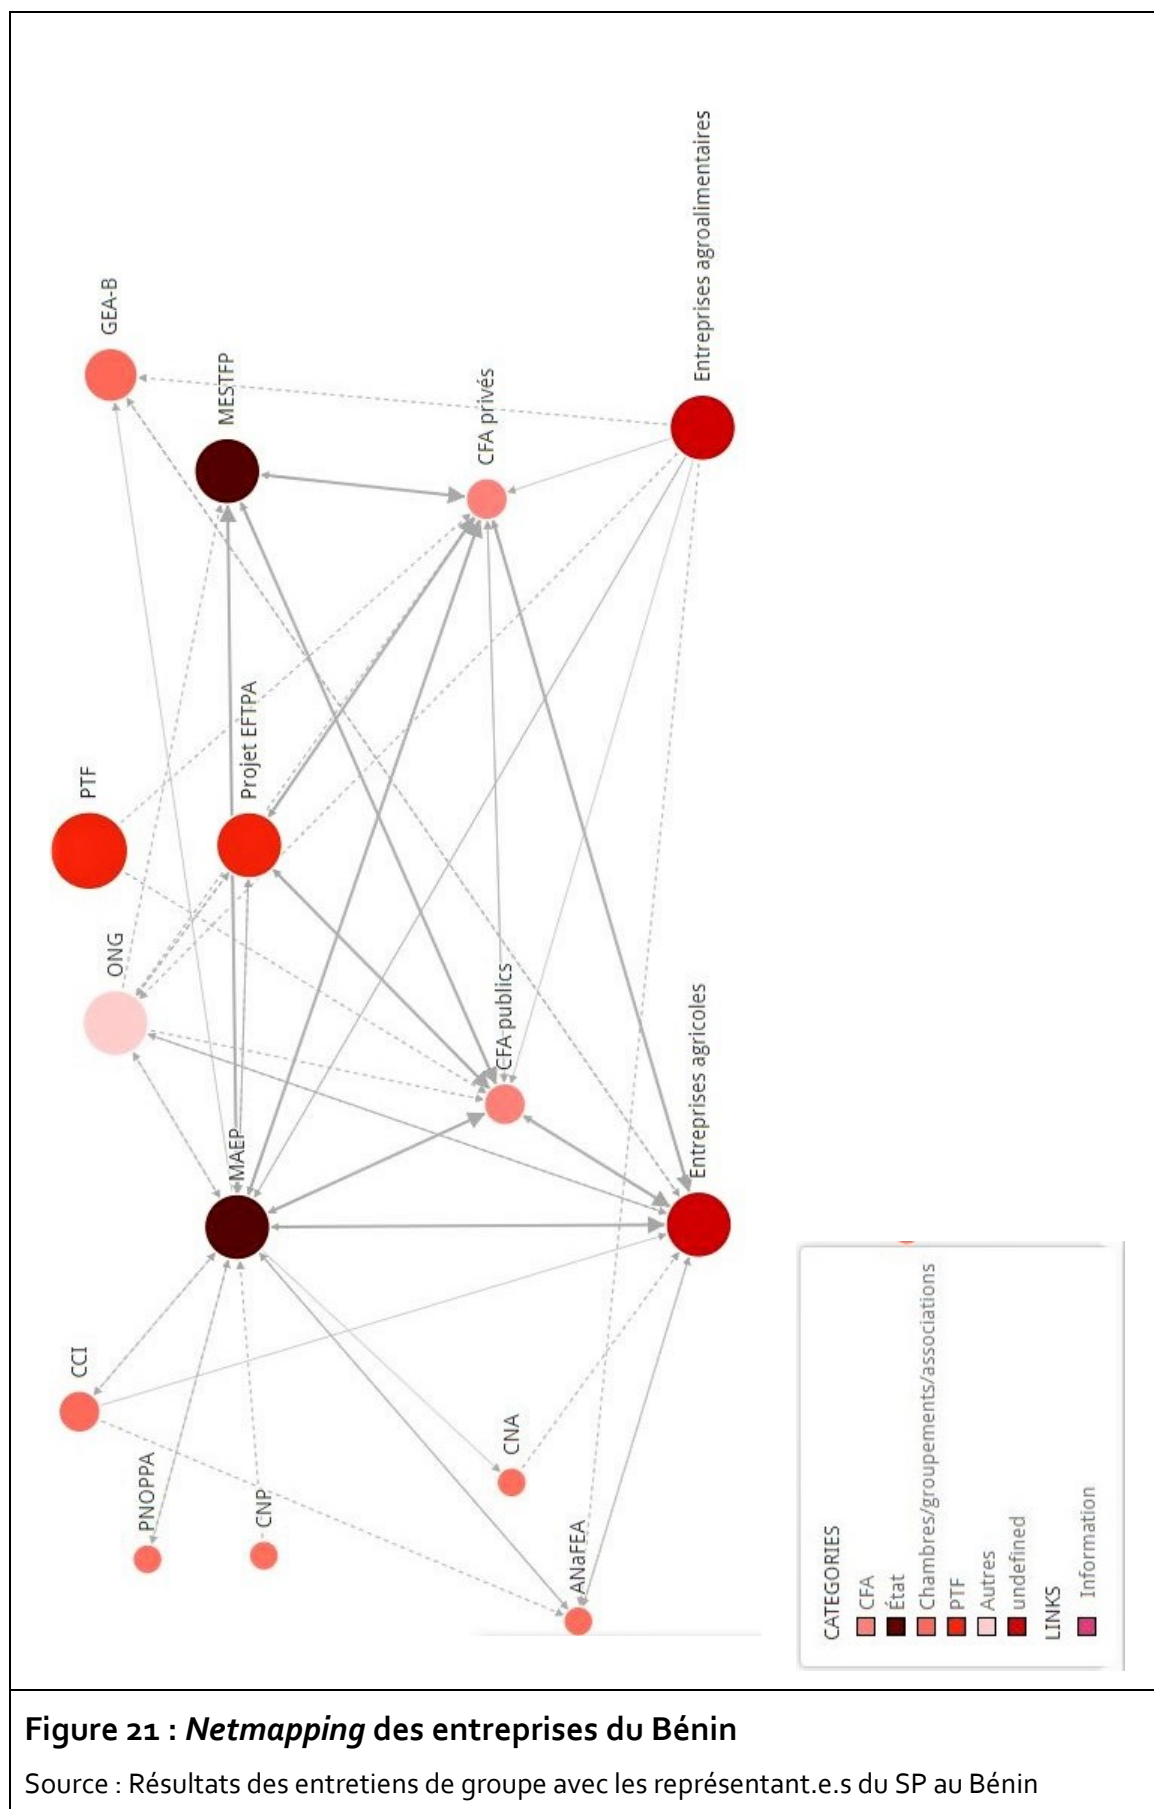 GEA-B
MESTFP
CFA privés
Entreprises agroalimentaires
PTF
Projet EFTPA
ONG
MAEP
CFA publics
Entreprises agricoles
CCI
PNOPPA
CNP
CNA
ANaFEA
CATEGORIES
CFA
État
Chambres/groupements/associations
PTF
Autres
undefined
LINKS
Information
Figure 21 : Netmapping des entreprises du Bénin
Source : Résultats des entretiens de groupe avec les représentant.e.s du SP au Bénin